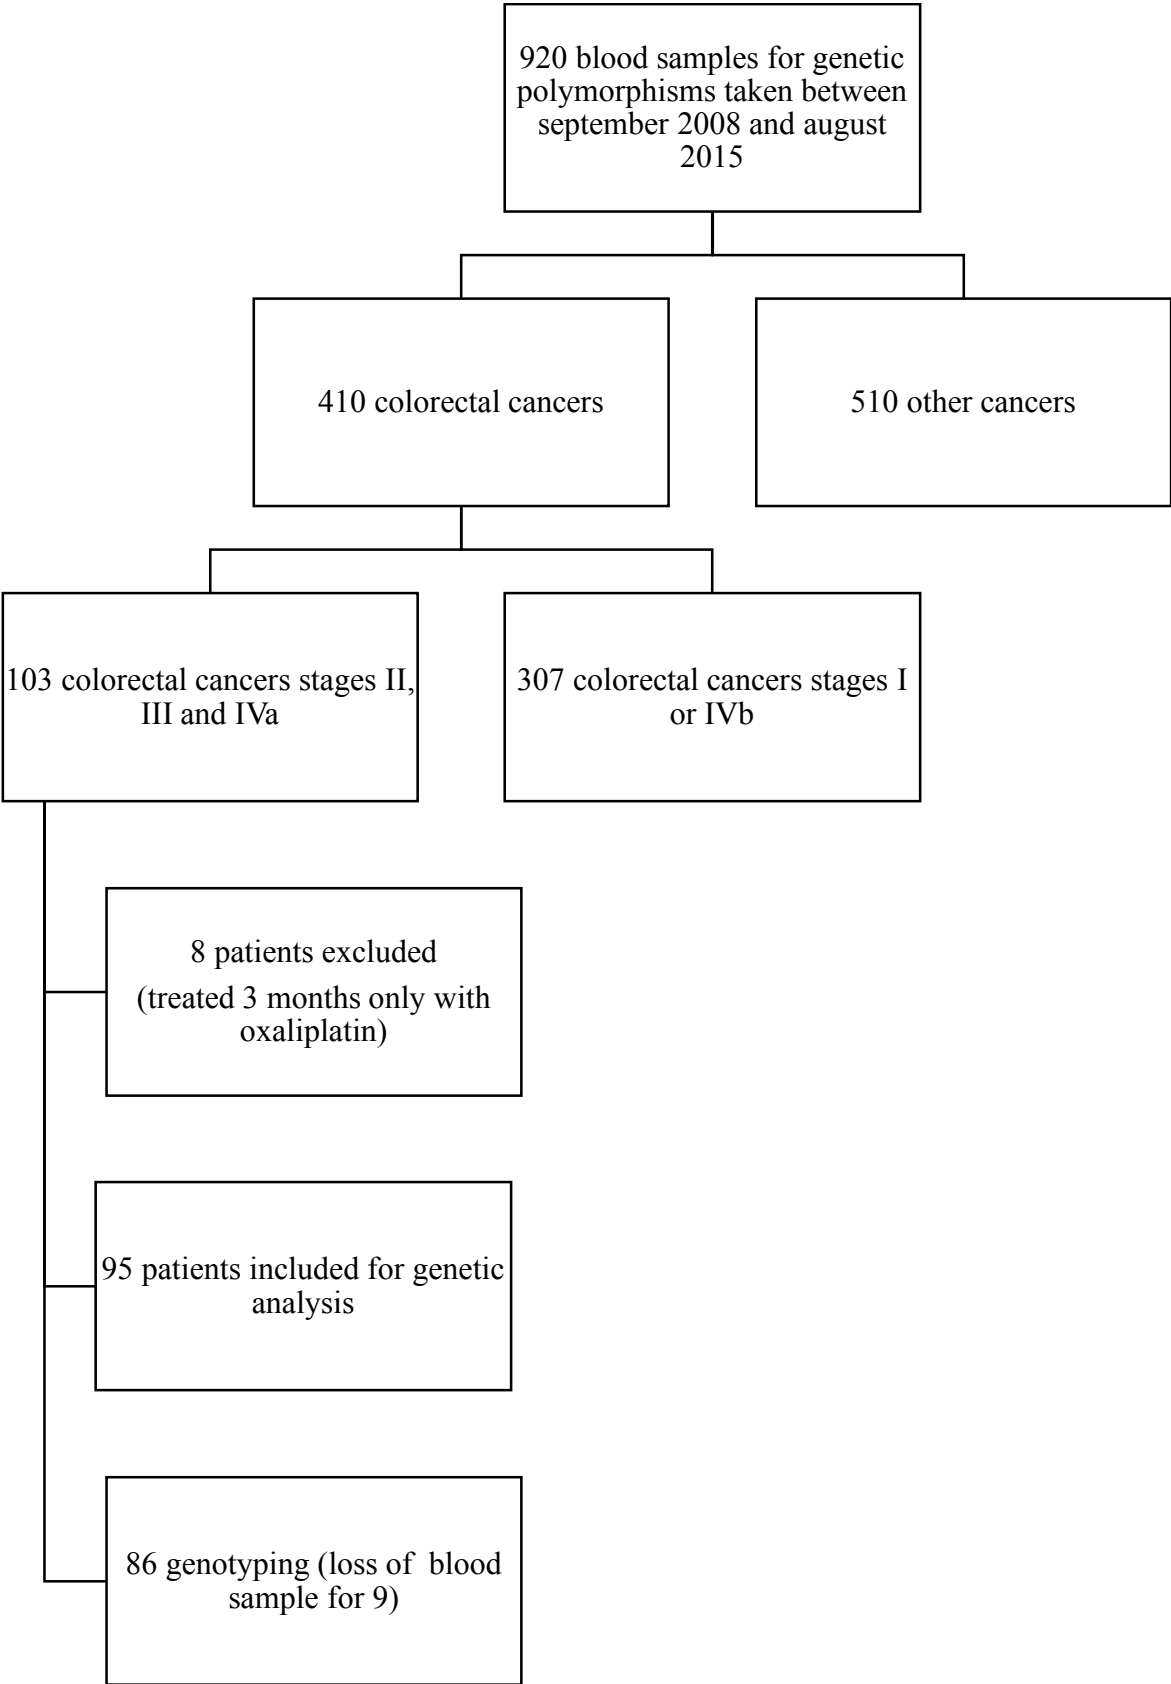 920 blood samples for genetic
polymorphisms taken between
september 2008 and august
2015
410 colorectal cancers
510 other cancers
103 colorectal cancers stages II,
III and IVa
307 colorectal cancers stages I
or IVb
8 patients excluded
(treated 3 months only with
oxaliplatin)
95 patients included for genetic
analysis
86 genotyping (loss of  blood
sample for 9)